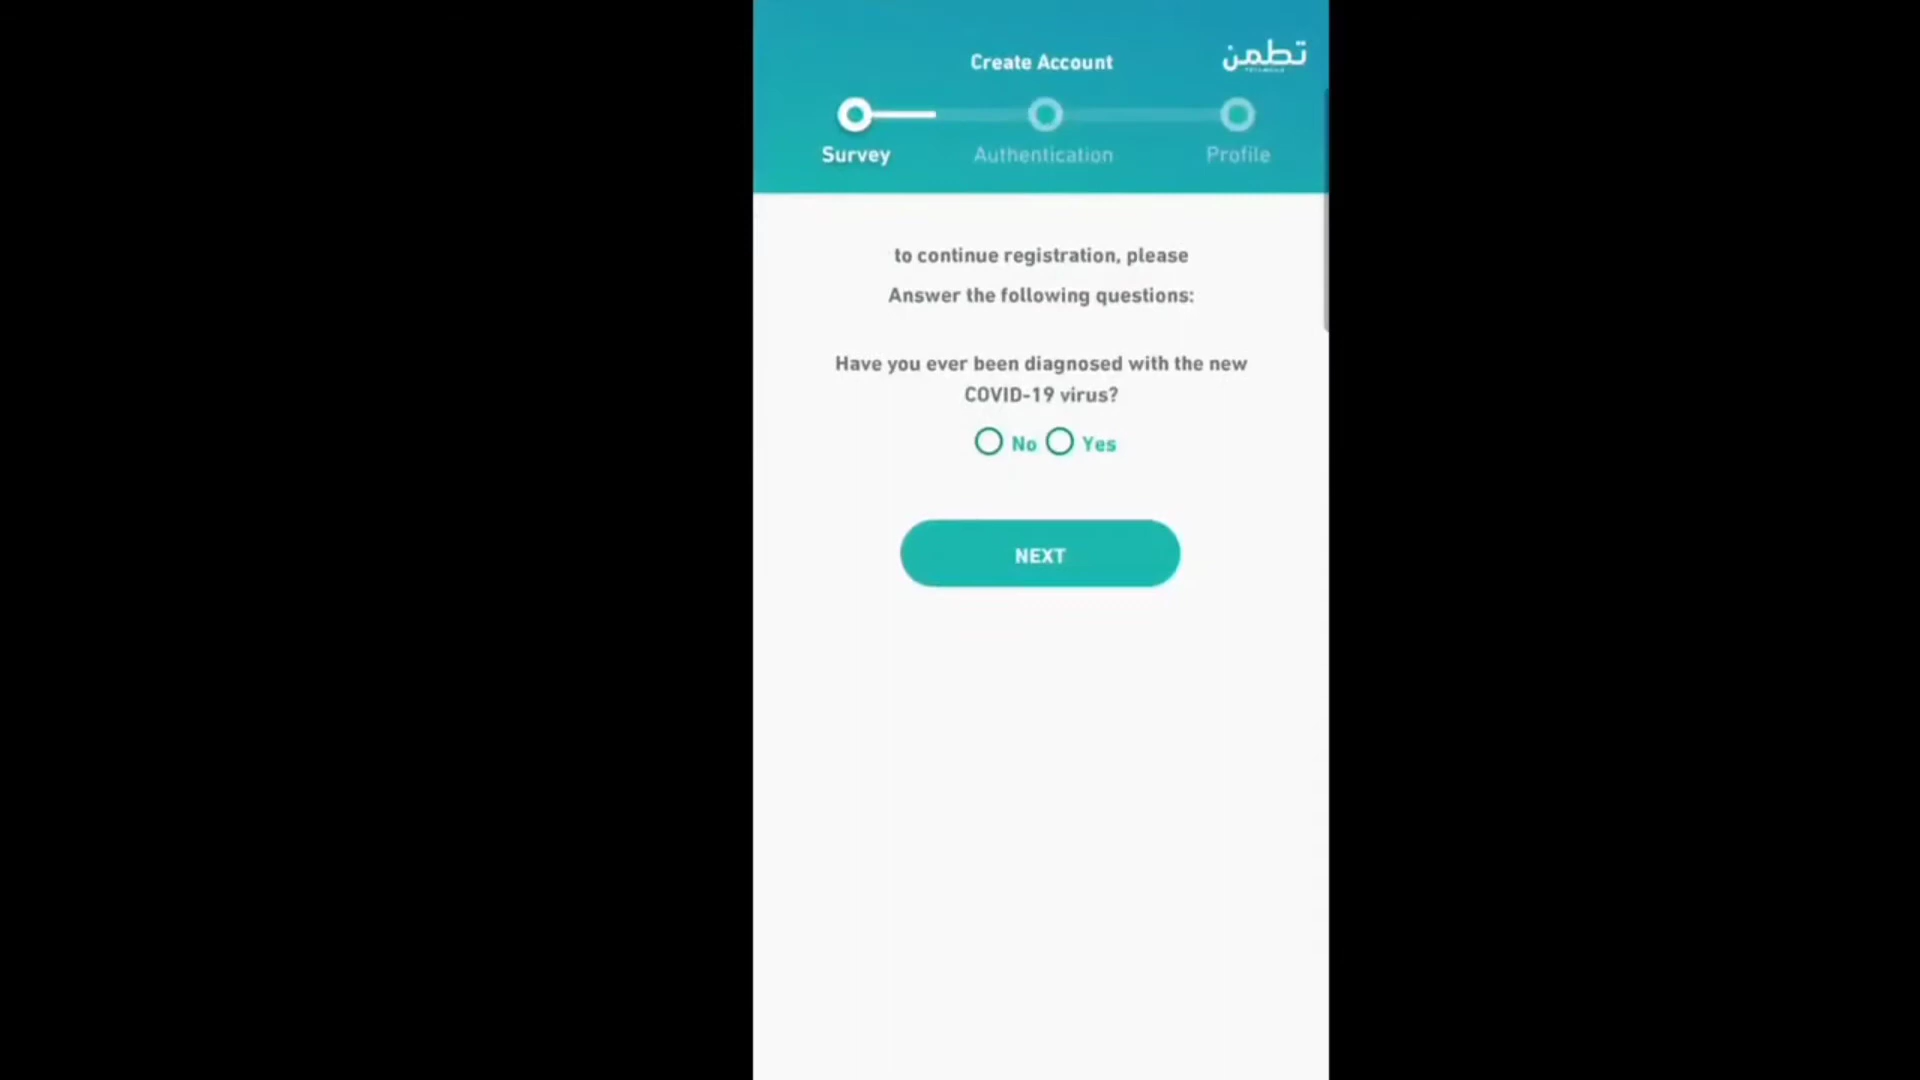 Create Account
تطمن
Survey
Authentication
Profile
to continue registration, please
Answer the following questions:
Have you ever been diagnosed with the new
COVID-19 virus?
No Yes
NEXT